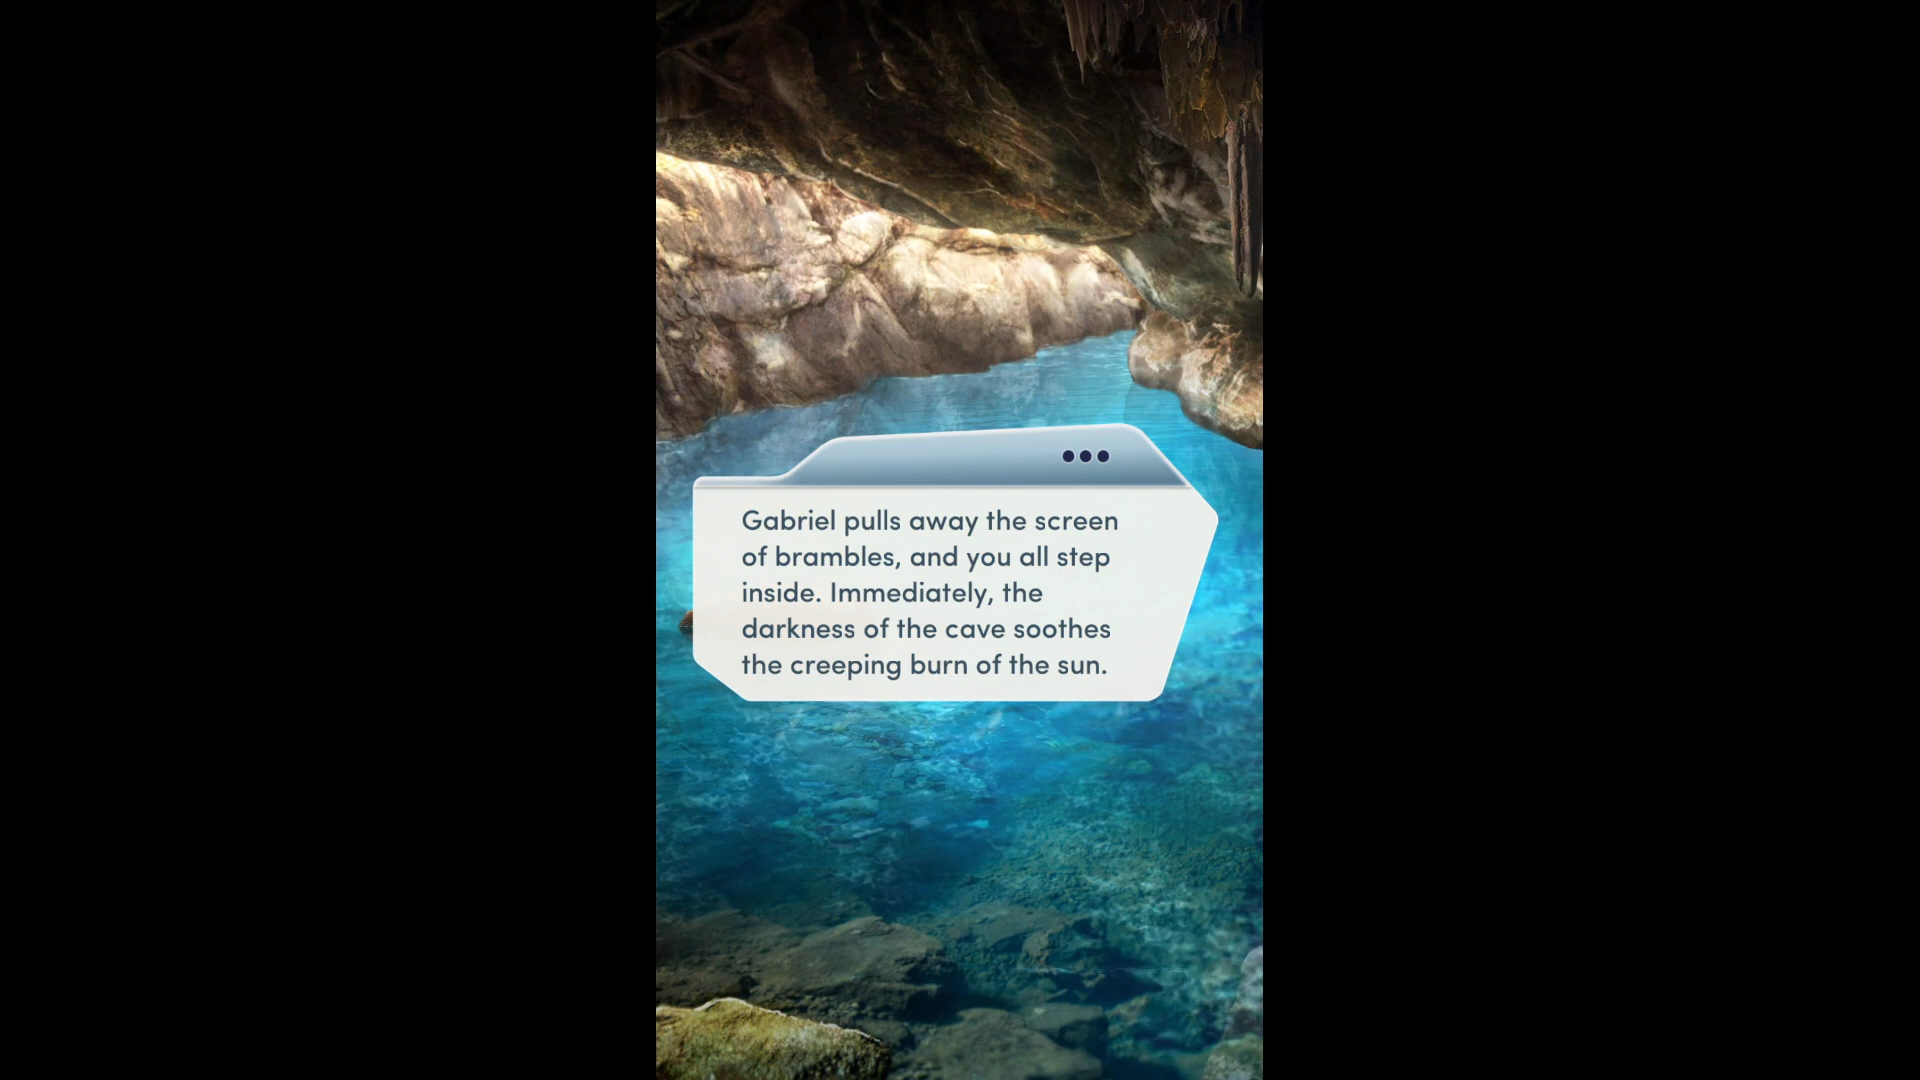 Gabriel pulls away the screen
of brambles, and you all step
inside. Immediately, the
darkness of the cave soothes
the creeping burn of the sun.